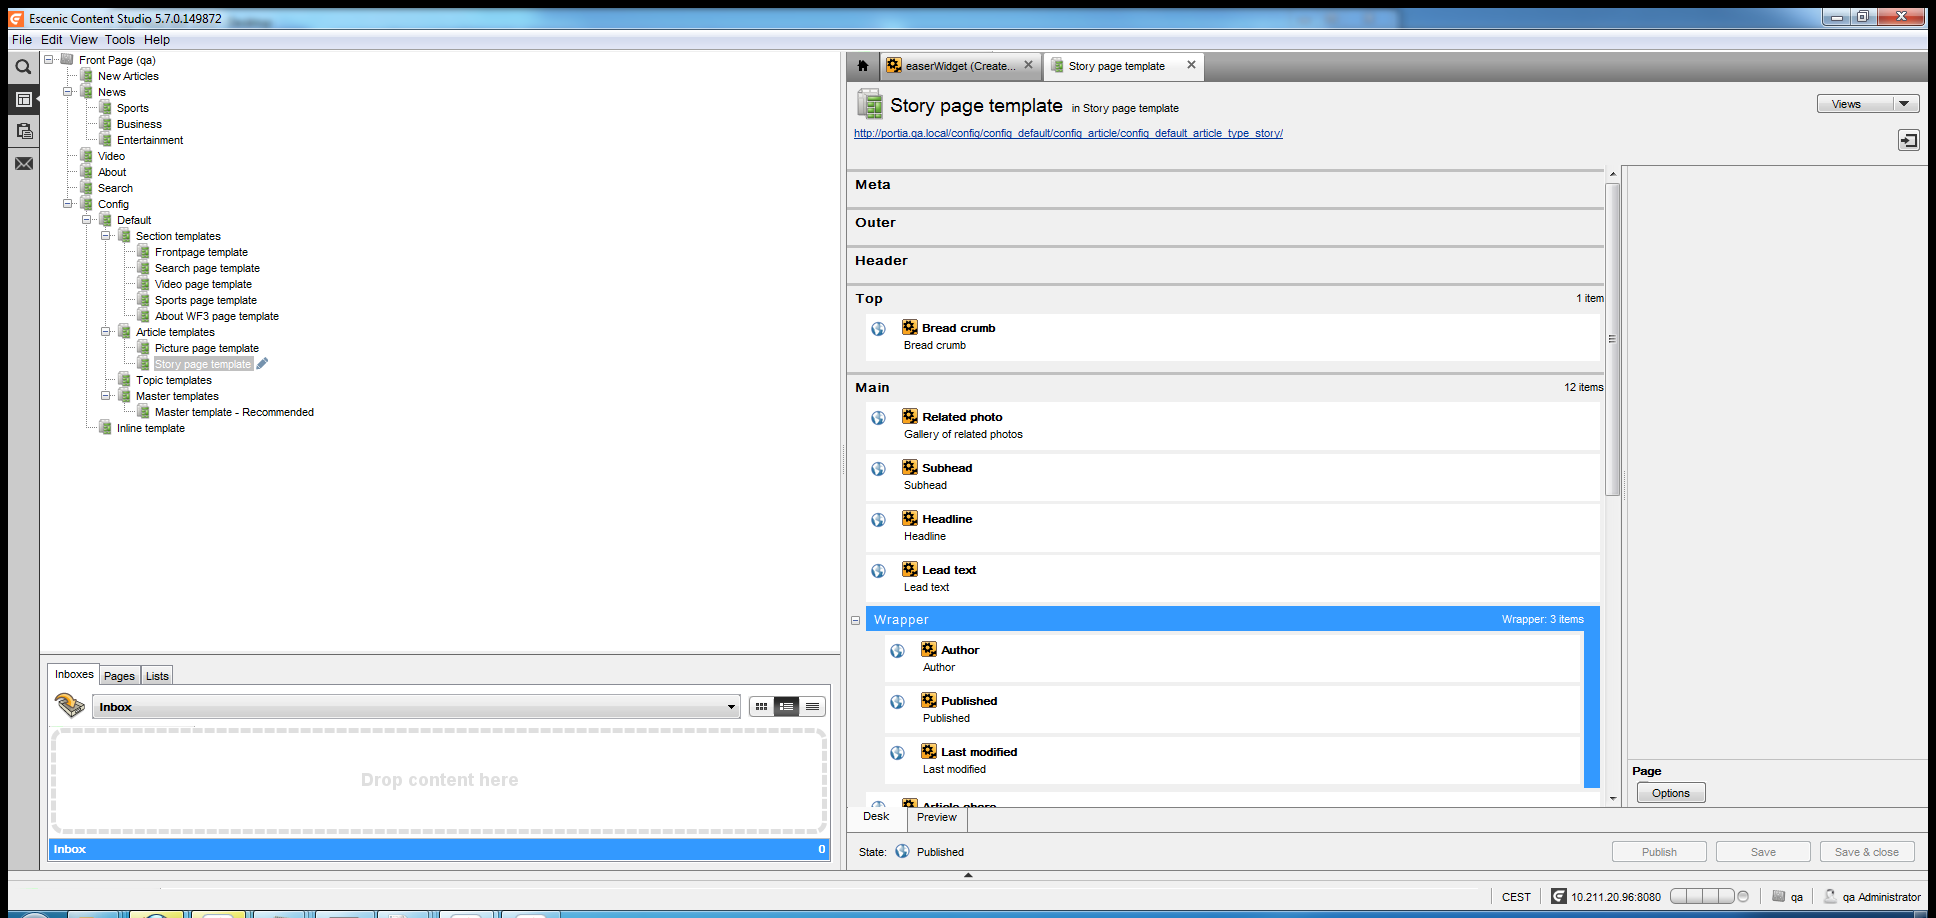 Escenic Content Studio 5.7.0.149872
File Edit View Tools Help
Front Page (qa)
New Articles
News
Sports
Business
Entertainment
Video
About
Search
Config
Default
Section templates
Frontpage template
Search page template
Video page template
Sports page template
About WF3 page template
Article templates
Picture page template
Story page template
Topic templates
Master templates
Master template - Recommended
Inline template
Inboxes Pages Lists
Inbox
Drop content here
Inbox 0
easerWidget (Create... Story page template
Story page template in Story page template
Views
http://portia.qa.local/config/config_default/config_article/config_default_article_type_story/
Meta
Outer
Header
Top 1 item
Bread crumb
Bread crumb
Main 12 items
Related photo
Gallery of related photos
Subhead
Subhead
Headline
Headline
Lead text
Lead text
Wrapper Wrapper: 3 items
Author
Author
Published
Published
Last modified
Last modified
Article share
Page
Options
Desk Preview
State: Published
Publish Save Save & close
CEST 10.211.20.96:8080 qa qa Administrator